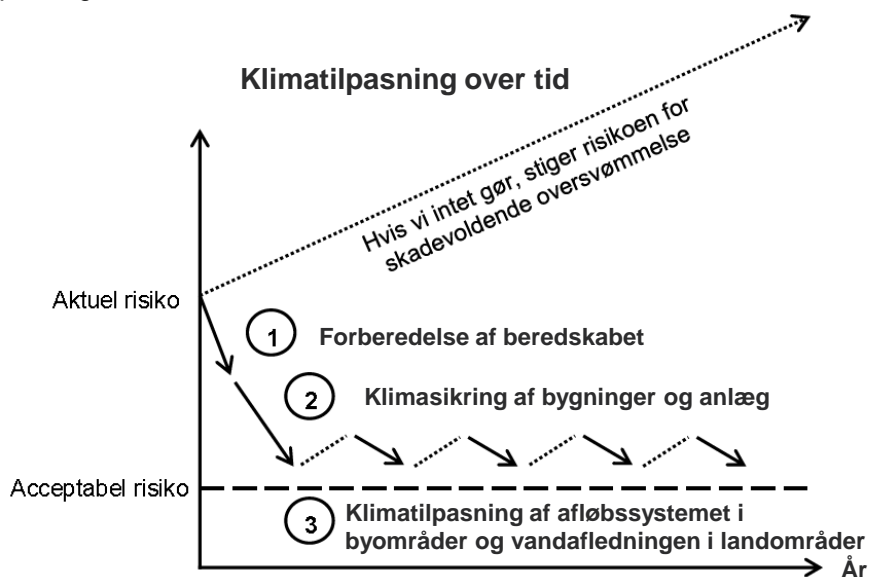 Klimatilpasning over tid
Hvis vi intet gør, stiger risikoen for
skadevoldende oversvømmelse
Aktuel risiko
1 Forberedelse af beredskabet
2 Klimasikring af bygninger og anlæg
Acceptabel risiko
3 Klimatilpasning af afløbssystemet i
byområder og vandafledningen i landområder
År